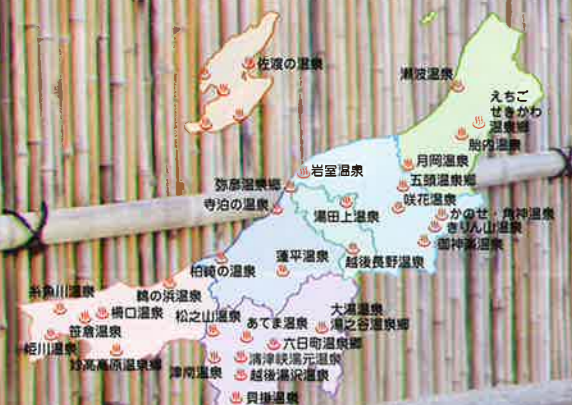 佐渡の温泉
瀬波温泉
えちご
せきかわ
温泉郷
胎内温泉
月岡温泉
岩室温泉
弥彦温泉郷
五頭温泉郷
寺泊の温泉
湯田上温泉
咲花温泉
かのせ・角神温泉
きりん山温泉
御神楽温泉
越後長野温泉
蓮平温泉
柏崎の温泉
鵜の浜温泉
糸魚川温泉
樽口温泉
松之山温泉
大湯温泉
湯之谷温泉郷
あてま温泉
笹倉温泉
六日町温泉郷
姫川温泉
妙高高原温泉郷
清津峡湯元温泉
津南温泉
越後湯沢温泉
貝掛温泉